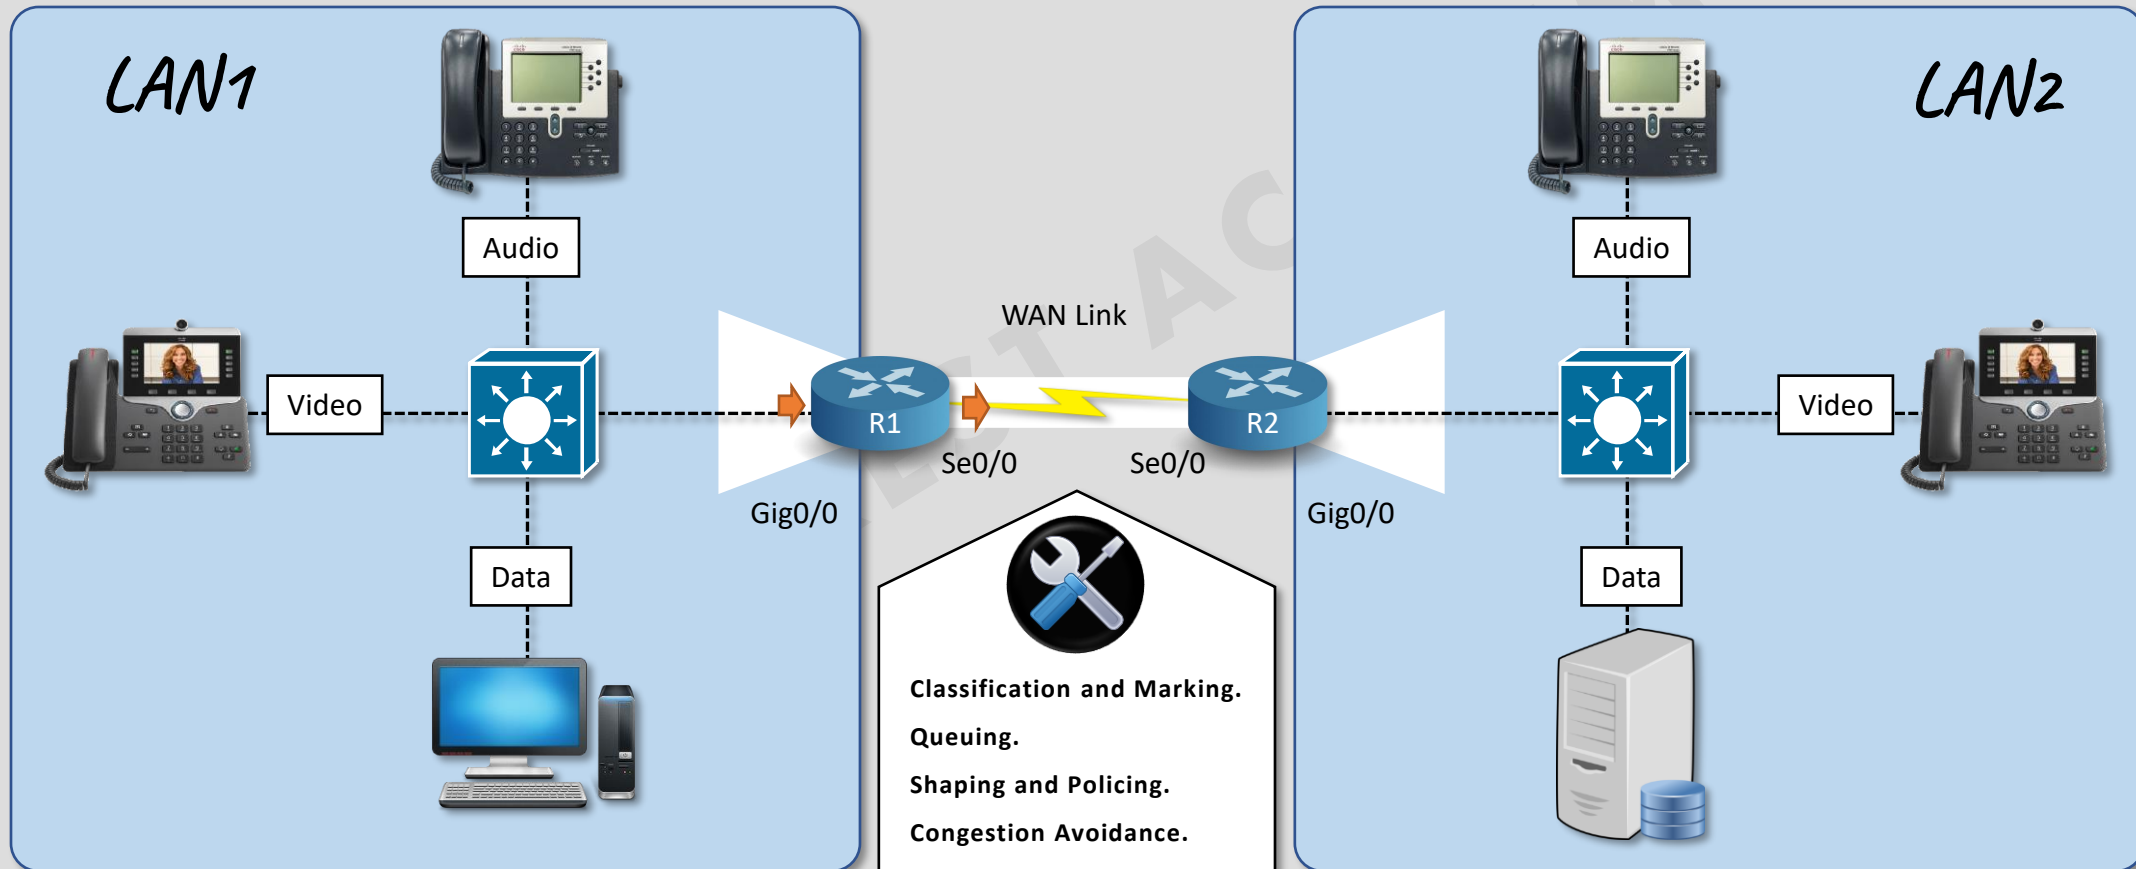 LAN1
LAN2
Audio
Audio
WAN Link
Video
Video
R1
R2
Se0/0
Se0/0
Gig0/0
Gig0/0
Data
Data
Classification and Marking.
Queuing.
Shaping and Policing.
Congestion Avoidance.